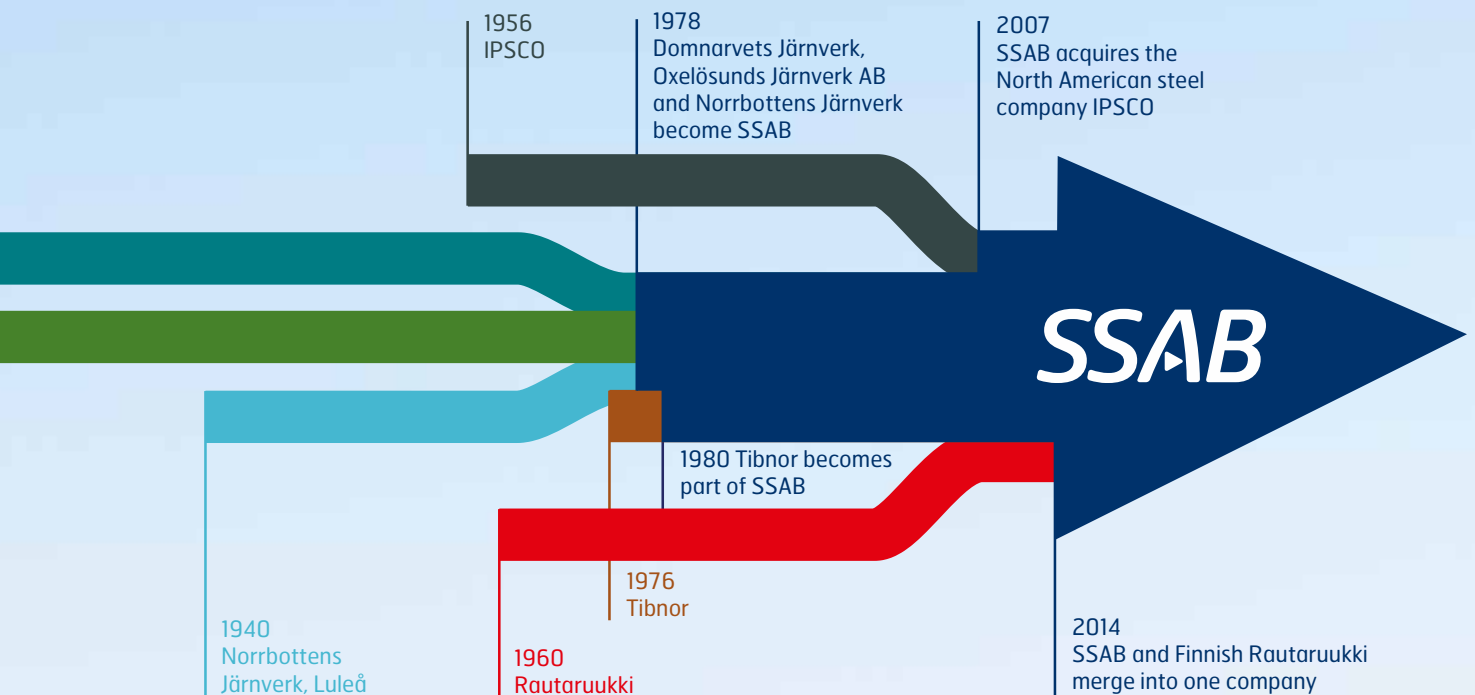 1956
IPSCO
1978
Domnarvets Järnverk,
Oxelösunds Järnverk AB
and Norrbottens Järnverk
become SSAB
2007
SSAB acquires the
North American steel
company IPSCO
SSAB
1980 Tibnor becomes
part of SSAB
1976
Tibnor
1940
Norrbottens
Järnverk, Luleå
1960
Rautaruukki
2014
SSAB and Finnish Rautaruukki
merge into one company